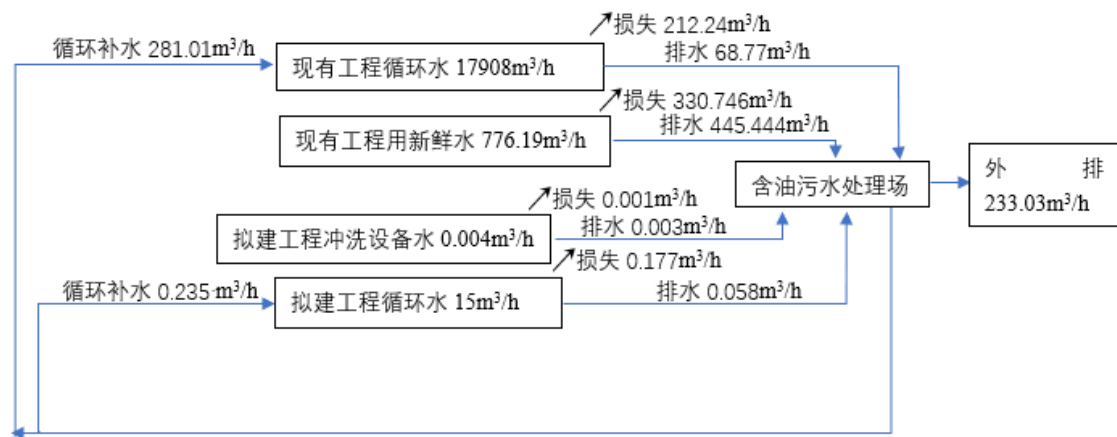 损失 212.24m³/h
循环补水 281.01m³/h
排水 68.77m³/h
现有工程循环水 17908m³/h
损失 330.746m³/h
排水 445.444m³/h
现有工程用新鲜水 776.19m³/h
含油污水处理场
外 排
233.03m³/h
损失 0.001m³/h
排水 0.003m³/h
拟建工程冲洗设备水 0.004m³/h
损失 0.177m³/h
循环补水 0.235 m³/h
排水 0.058m³/h
拟建工程循环水 15m³/h